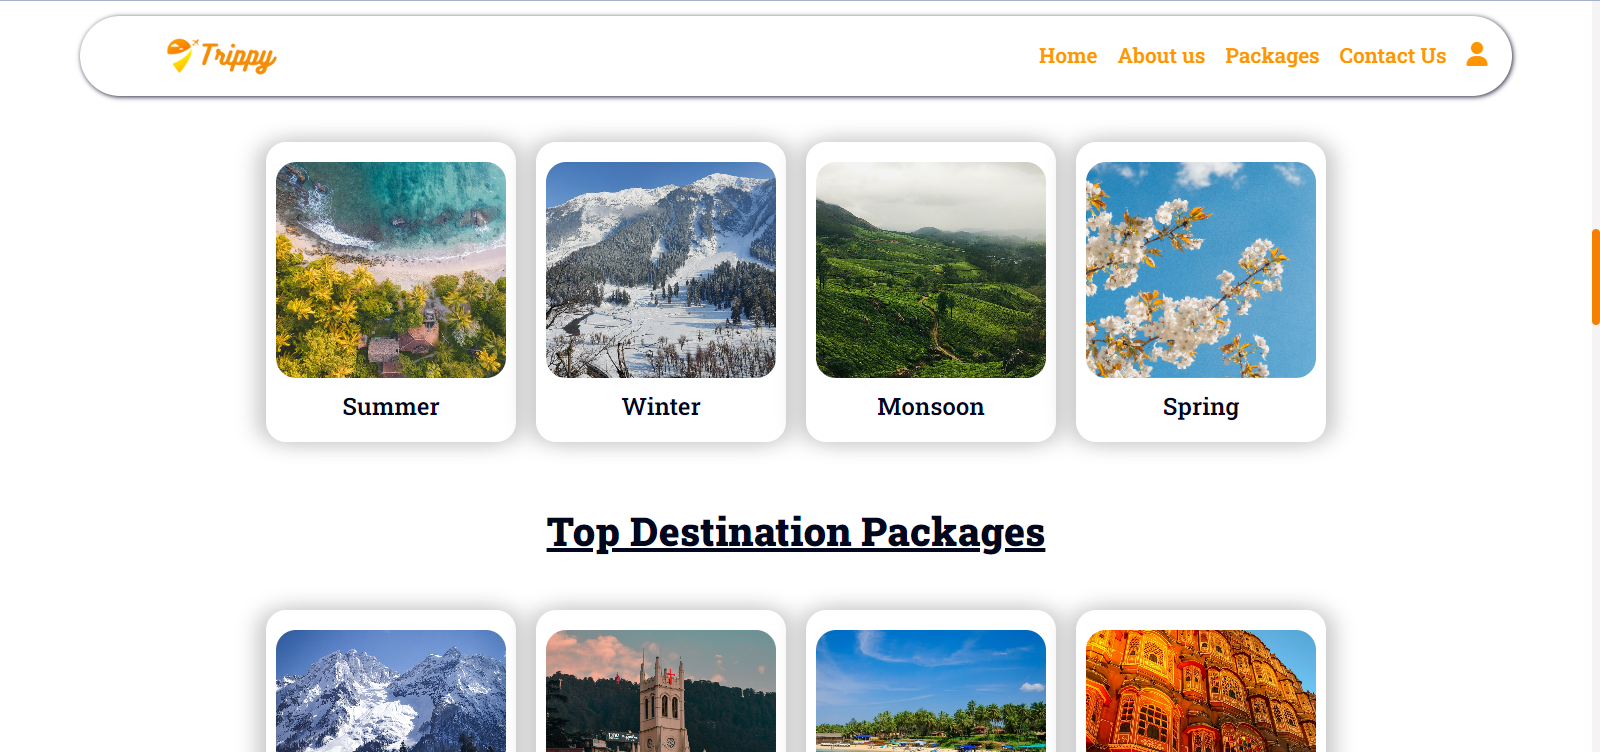 Trippy
Home About us Packages Contact Us
Summer Winter Monsoon Spring
Top Destination Packages